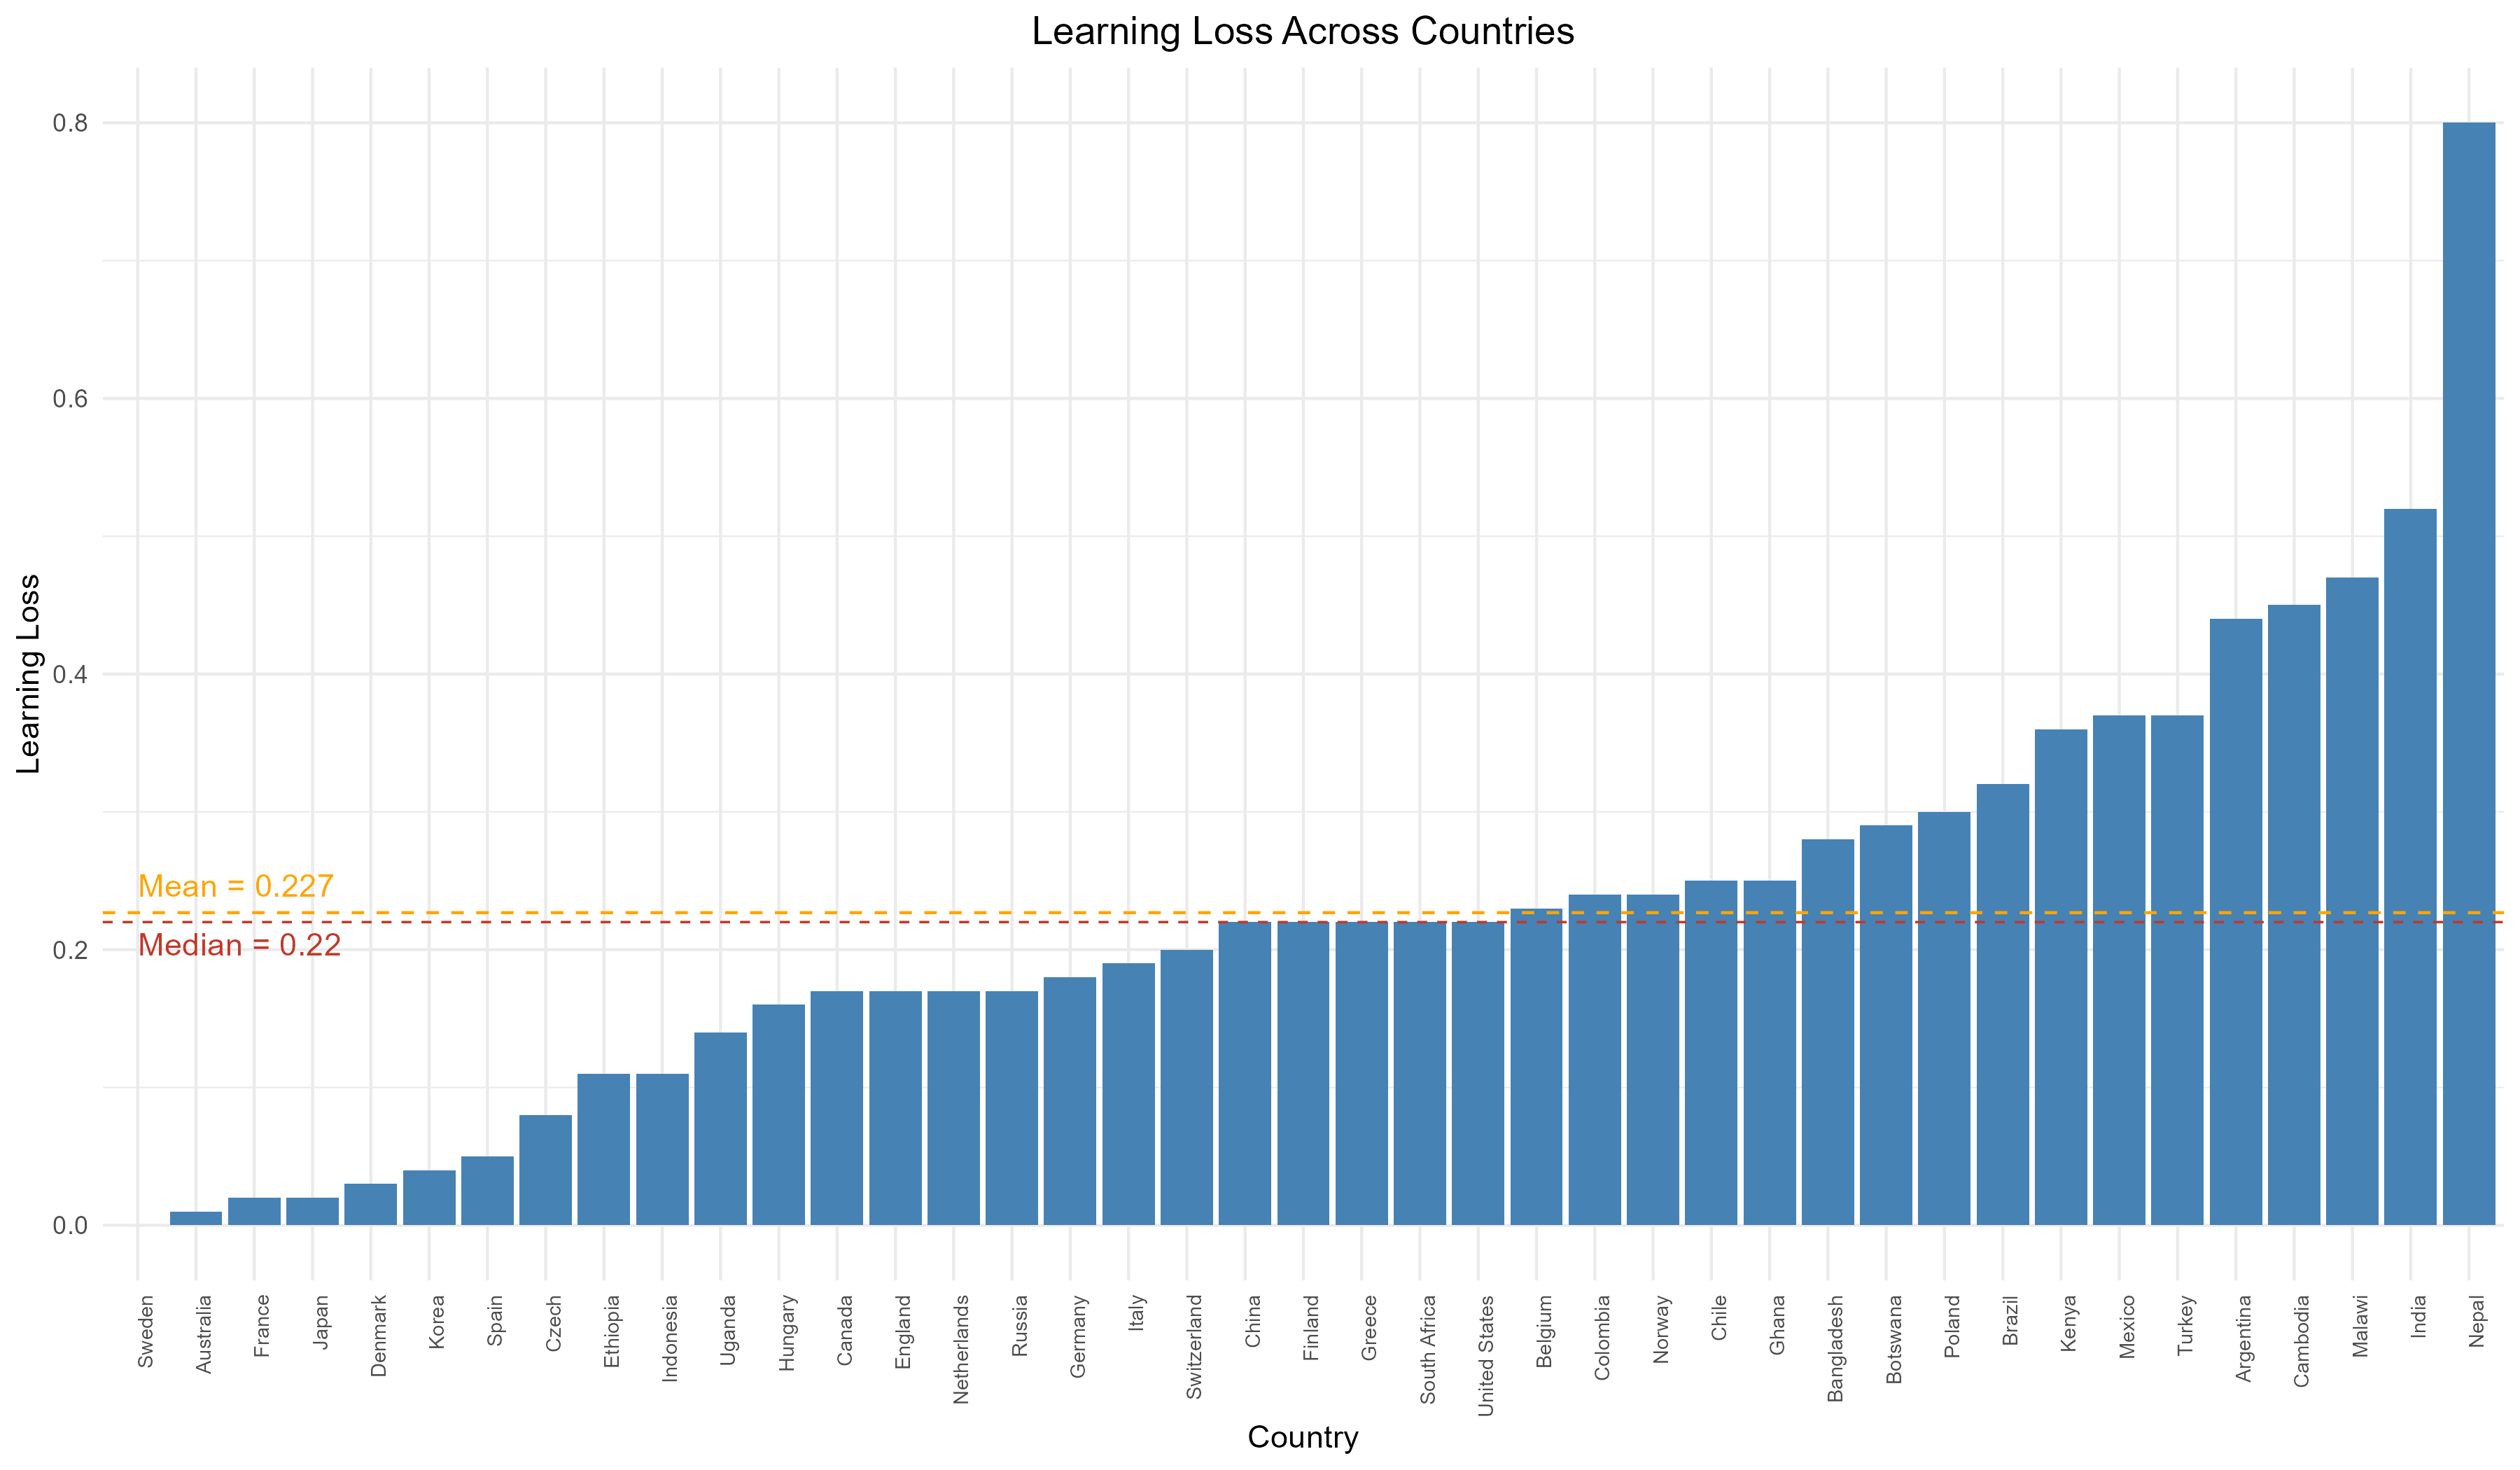 Learning Loss Across Countries
Learning Loss
0.8
0.6
0.4
0.2
0.0
Mean = 0.227
Median = 0.22
Sweden
Australia
France
Japan
Denmark
Korea
Spain
Czech
Ethiopia
Indonesia
Uganda
Hungary
Canada
England
Netherlands
Russia
Germany
Italy
Switzerland
China
Finland
Greece
South Africa
United States
Belgium
Colombia
Norway
Chile
Ghana
Bangladesh
Botswana
Poland
Brazil
Kenya
Mexico
Turkey
Argentina
Cambodia
Malawi
India
Nepal
Country